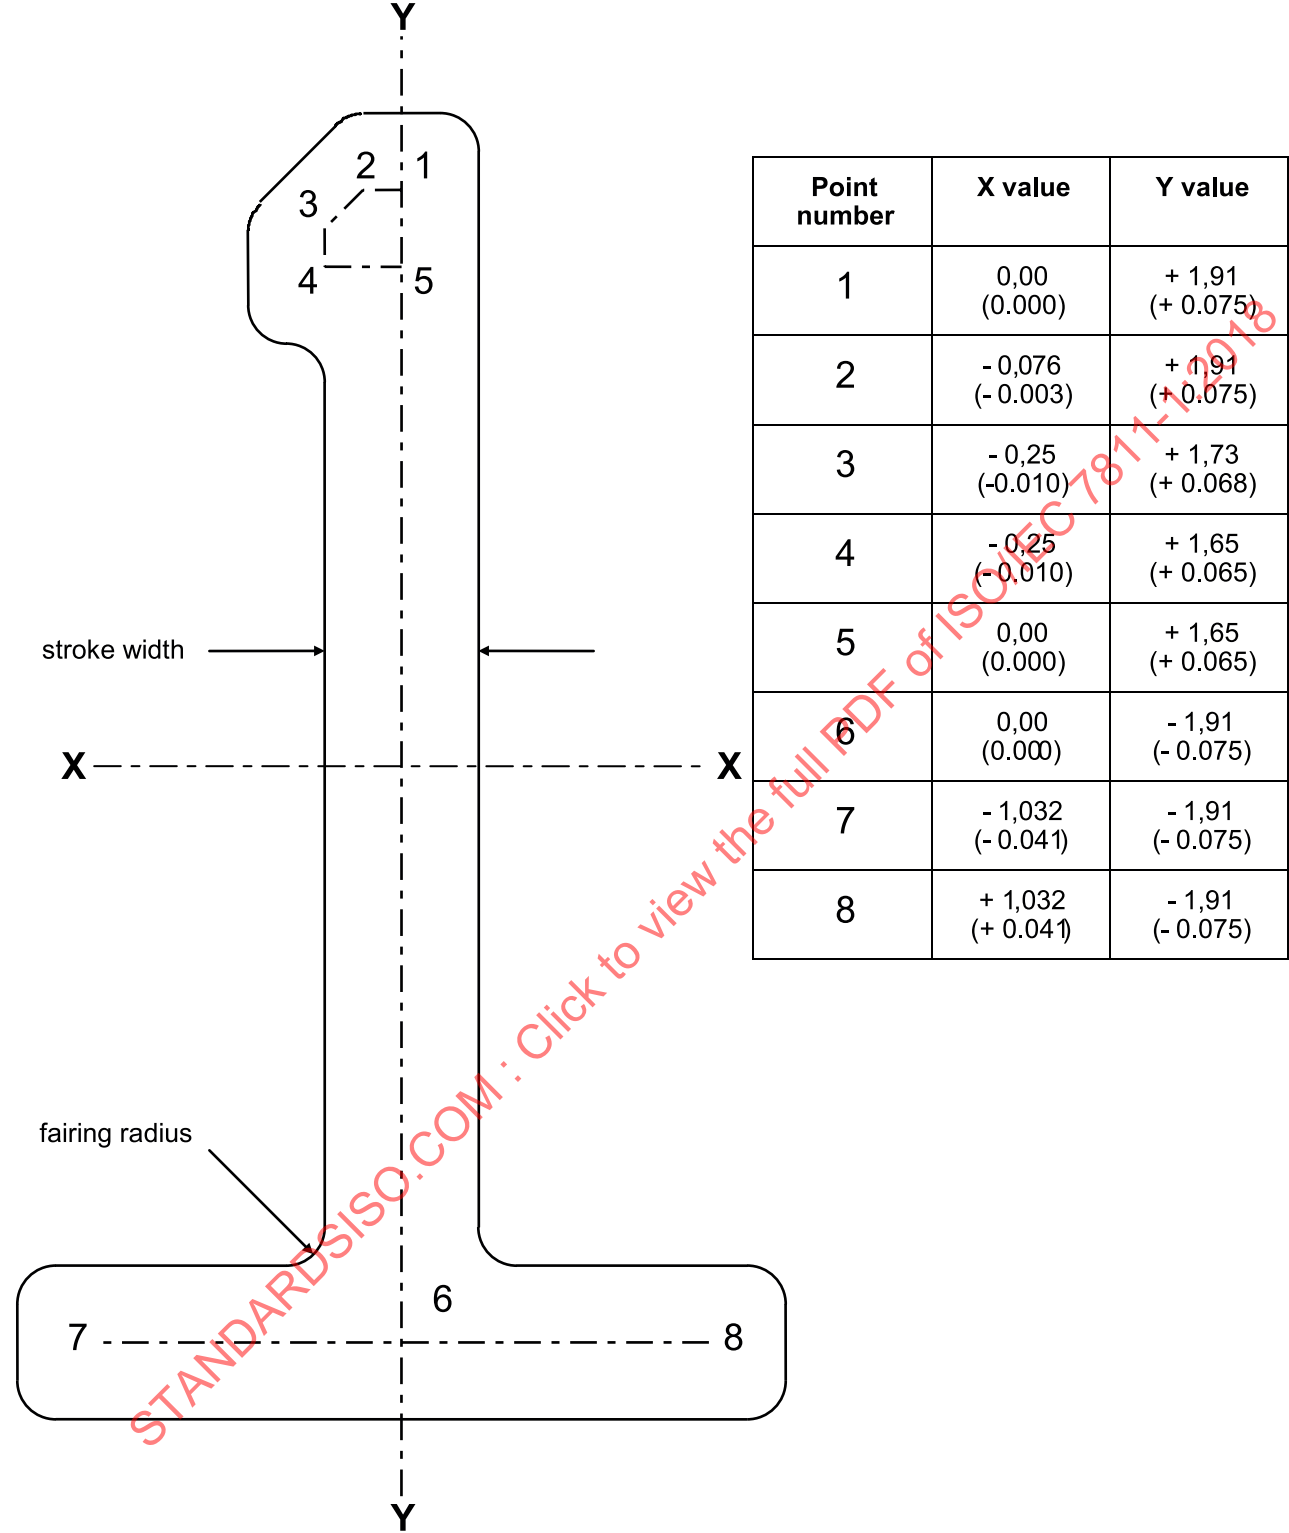 Y
2 1
3
4 5
stroke width
X X
fairing radius
6
7 8
Y
Point number X value Y value
1 0,00 + 1,91
(0.000) (+ 0.075)
2 - 0,076 + 1,91
(- 0.003) (+ 0.075)
3 - 0,25 + 1,73
(-0.010) (+ 0.068)
4 - 0,25 + 1,65
(- 0.010) (+ 0.065)
5 0,00 + 1,65
(0.000) (+ 0.065)
6 0,00 - 1,91
(0.000) (- 0.075)
7 - 1,032 - 1,91
(- 0.041) (- 0.075)
8 + 1,032 - 1,91
(+ 0.041) (- 0.075)
STANDARDSISO.COM : Click to view the full PDF of ISO/IEC 7811-1:2018